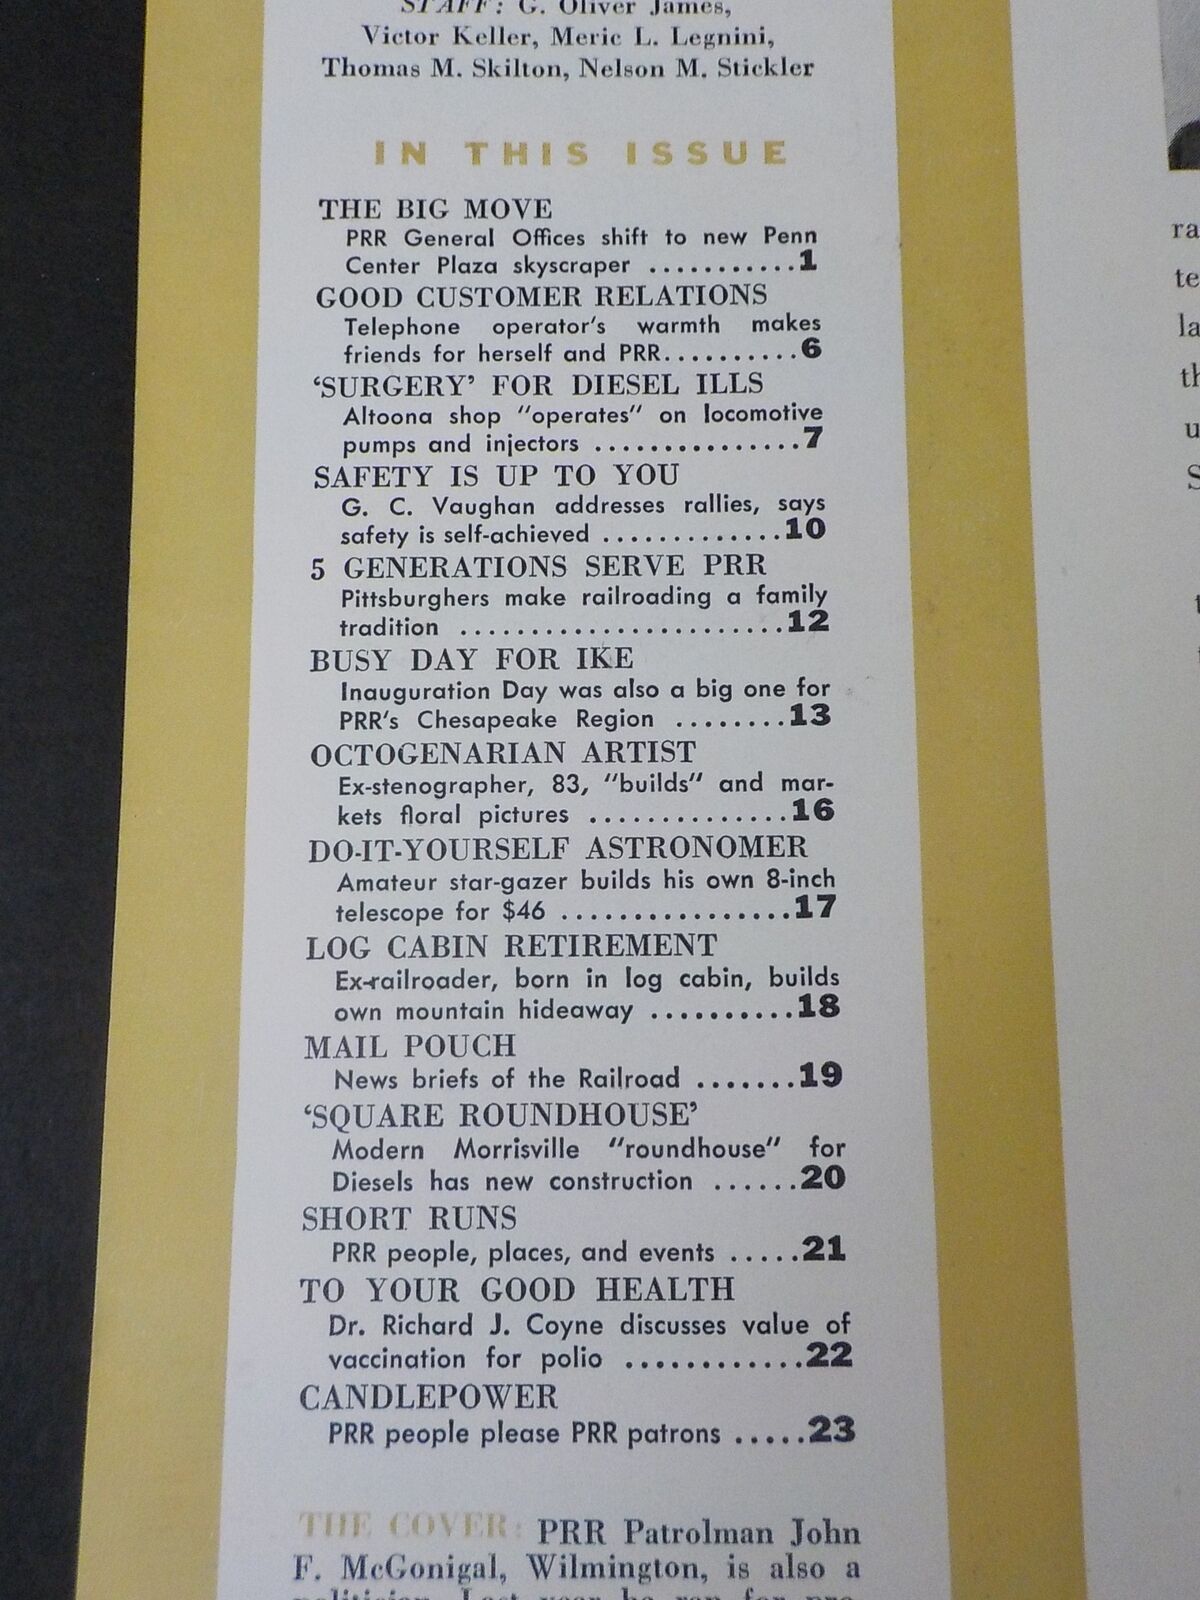 STAFF: G. Oliver James,
Victor Keller, Meric L. Legnini,
Thomas M. Skilton, Nelson M. Stickler
IN THIS ISSUE
THE BIG MOVE
PRR General Offices shift to new Penn
Center Plaza skyscraper ...........1
GOOD CUSTOMER RELATIONS
Telephone operator's warmth makes
friends for herself and PRR..........6
'SURGERY' FOR DIESEL ILLS
Altoona shop "operates" on locomotive
pumps and injectors ...............7
SAFETY IS UP TO YOU
G. C. Vaughan addresses rallies, says
safety is self-achieved .............10
5 GENERATIONS SERVE PRR
Pittsburghers make railroading a family
tradition .......................12
BUSY DAY FOR IKE
Inauguration Day was also a big one for
PRR's Chesapeake Region ........13
OCTOGENARIAN ARTIST
Ex-stenographer, 83, "builds" and mar-
kets floral pictures ..............16
DO-IT-YOURSELF ASTRONOMER
Amateur star-gazer builds his own 8-inch
telescope for $46 ................17
LOG CABIN RETIREMENT
Ex-railroader, born in log cabin, builds
own mountain hideaway ..........18
MAIL POUCH
News briefs of the Railroad .......19
'SQUARE ROUNDHOUSE'
Modern Morrisville "roundhouse" for
Diesels has new construction ......20
SHORT RUNS
PRR people, places, and events .....21
TO YOUR GOOD HEALTH
Dr. Richard J. Coyne discusses value of
vaccination for polio ............22
CANDLEPOWER
PRR people please PRR patrons .....23
THE COVER: PRR Patrolman John
F. McGonigal, Wilmington, is also a
politician. Last year he ran for
ra
te
la
th
u
S